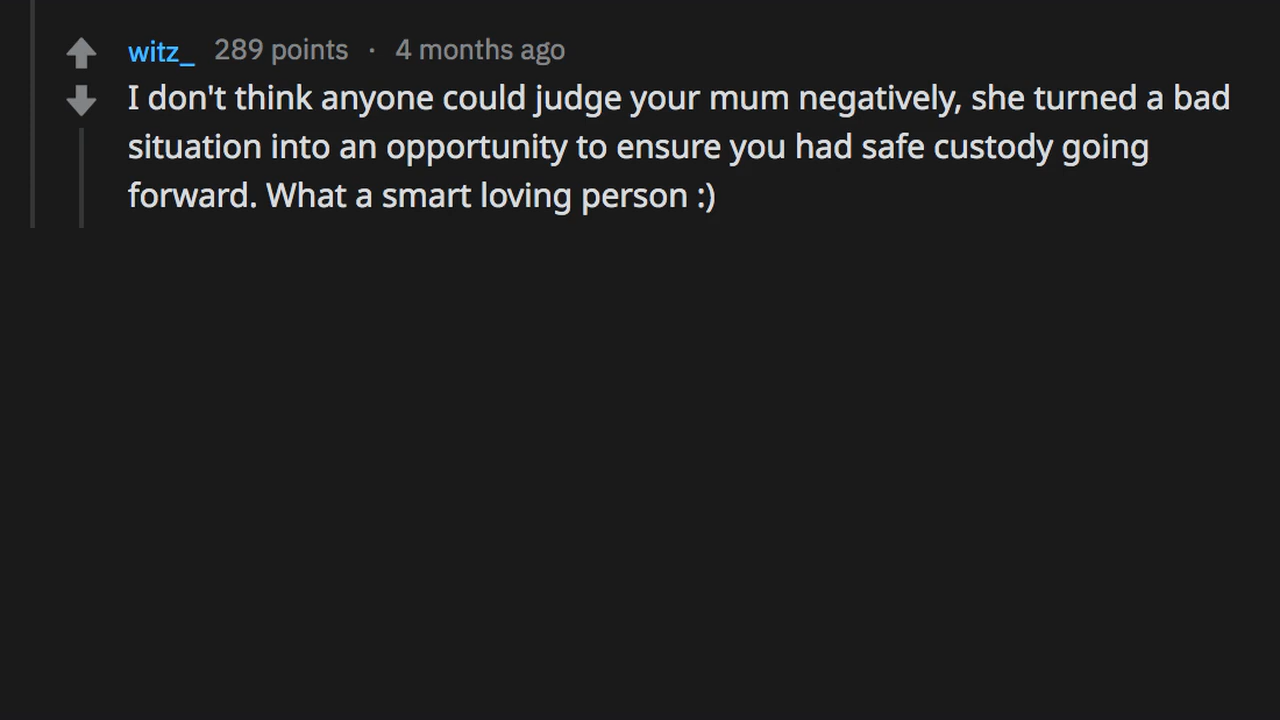 witz_ 289 points · 4 months ago
I don't think anyone could judge your mum negatively, she turned a bad
situation into an opportunity to ensure you had safe custody going
forward. What a smart loving person :)